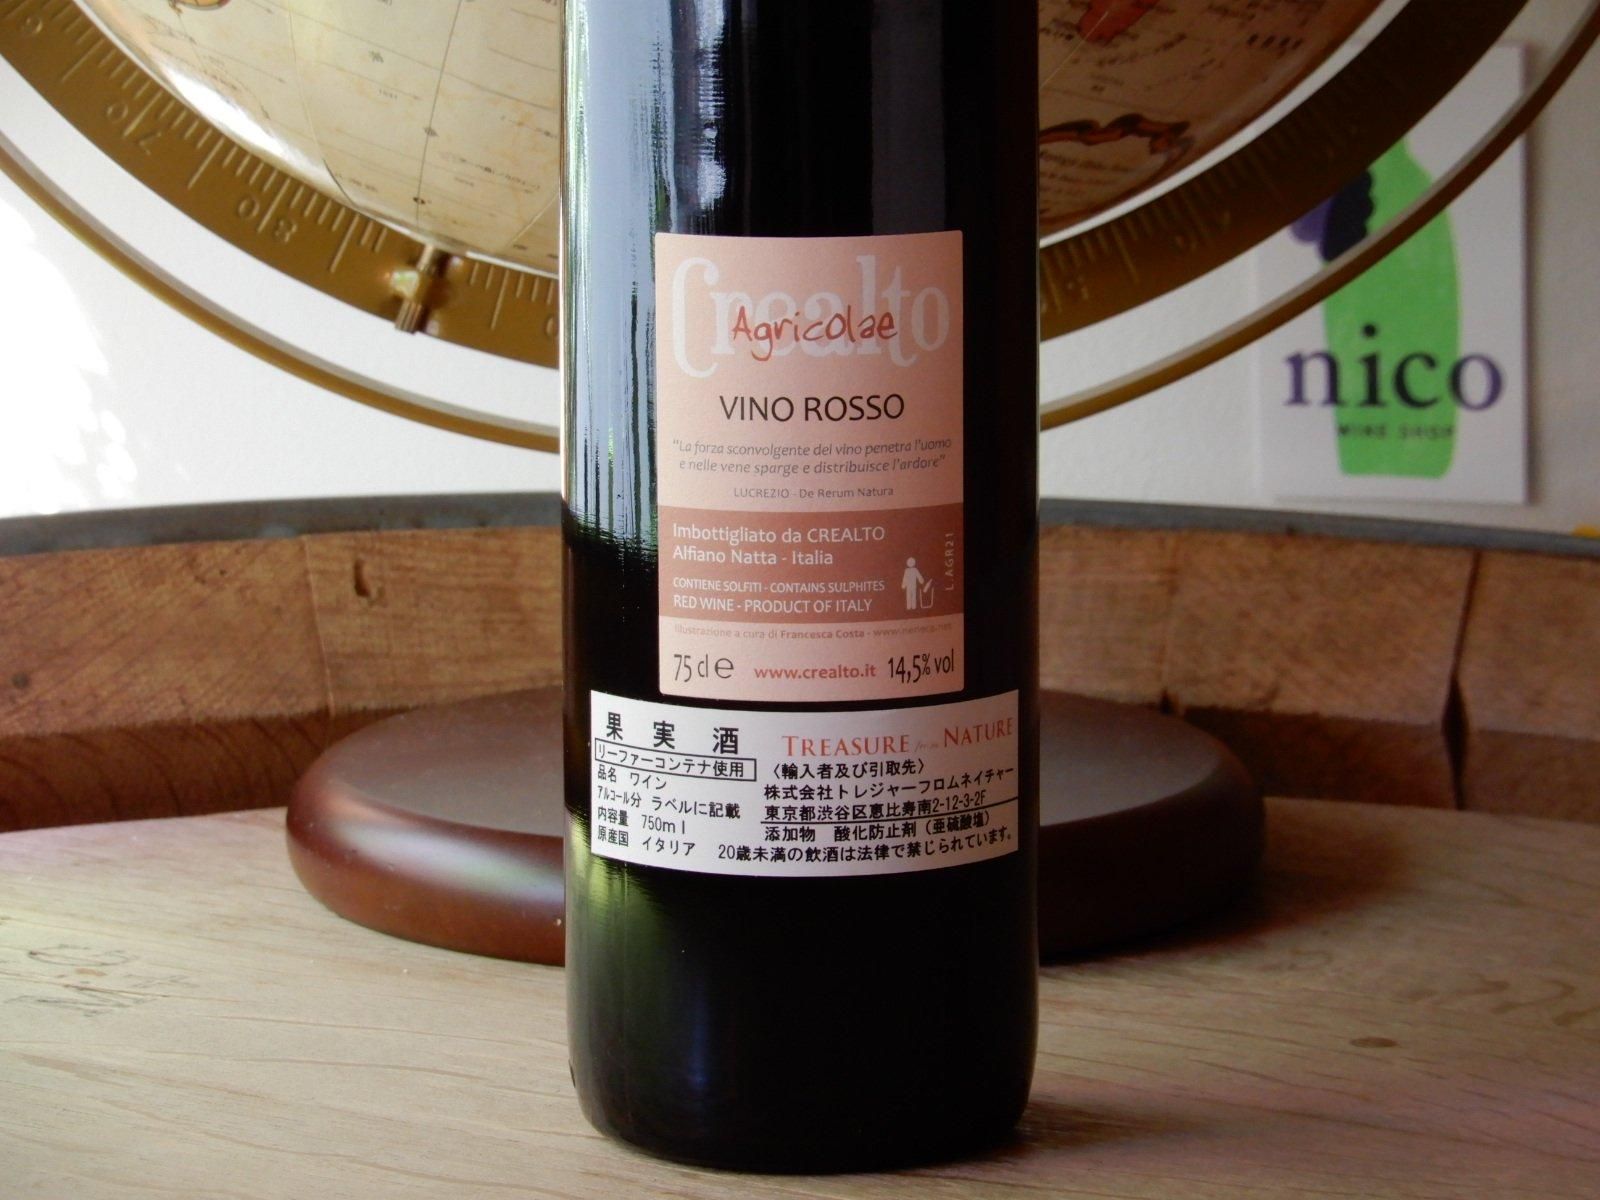 Crealto
Agricolae
VINO ROSSO
"La forza sconvolgente del vino penetra l'uomo
e nelle vene sparge e distribuisce l'ardore"
LUCREZIO - De Rerum Natura
Imbottigliato da CREALTO
Alfiano Natta - Italia
CONTIENE SOLFITI - CONTAINS SULPHITES
RED WINE - PRODUCT OF ITALY
L.AGR21
Illustrazione a cura di Francesca Costa - www.neneca.net
75 cl e www.crealto.it 14,5% vol
果実酒
リーファーコンテナ使用
品名 ワイン
アルコール分 ラベルに記載
内容量 750ml
原産国 イタリア
TREASURE from NATURE
〈輸入者及び引取先〉
株式会社トレジャーフロムネイチャー
東京都渋谷区恵比寿南2-12-3-2F
添加物 酸化防止剤(亜硫酸塩)
20歳未満の飲酒は法律で禁じられています。
nico
WINE SHOP
70
80